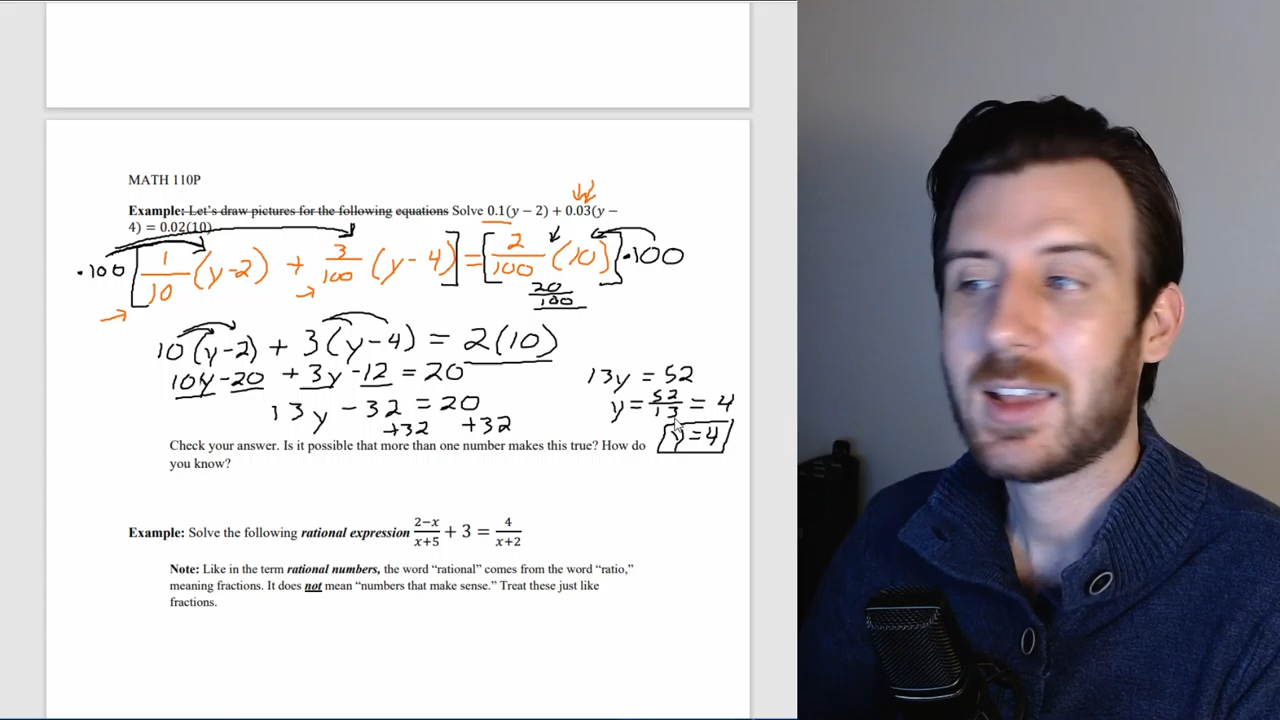 MATH 110P
Example: Let's draw pictures for the following equations Solve 0.1(y − 2) + 0.03(y −
4) = 0.02(10)
·100 [1/10 (y-2) + 3/100 (y-4)] = [2/100 (10)] ·100
20/100
10(y-2) + 3(y-4) = 2(10)
10y-20 + 3y-12 = 20
13y - 32 = 20
+32 +32
13y = 52
y = 52/13 = 4
y=4
Check your answer. Is it possible that more than one number makes this true? How do
you know?
Example: Solve the following rational expression 2−x/x+5 + 3 = 4/x+2
Note: Like in the term rational numbers, the word “rational” comes from the word “ratio,”
meaning fractions. It does not mean “numbers that make sense.” Treat these just like
fractions.